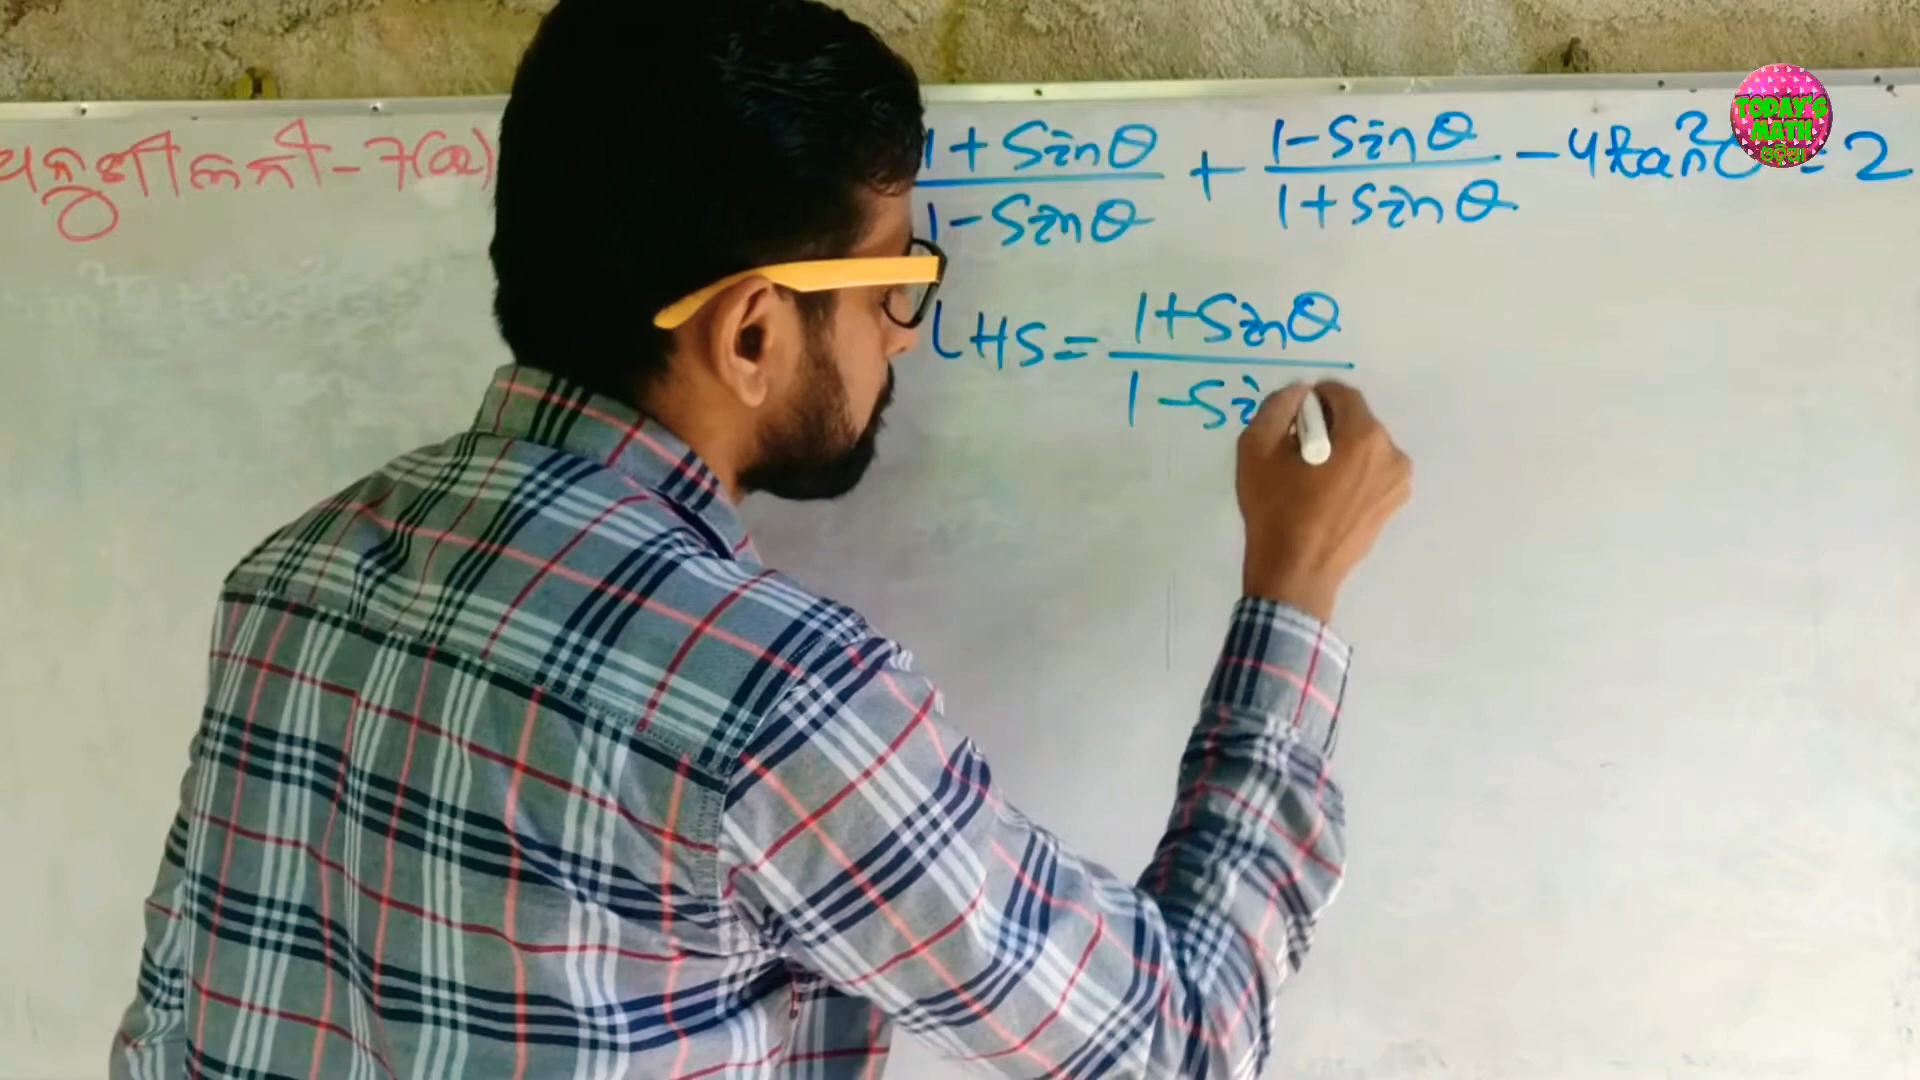 ଅନୁଶୀଳନୀ - 7(a)
1 + Sinθ / 1 - Sinθ + 1 - Sinθ / 1 + Sinθ - 4tan²θ = 2
LHS = 1 + Sinθ / 1 - Si
TODAY'S
MATH
ଓଡ଼ିଆ